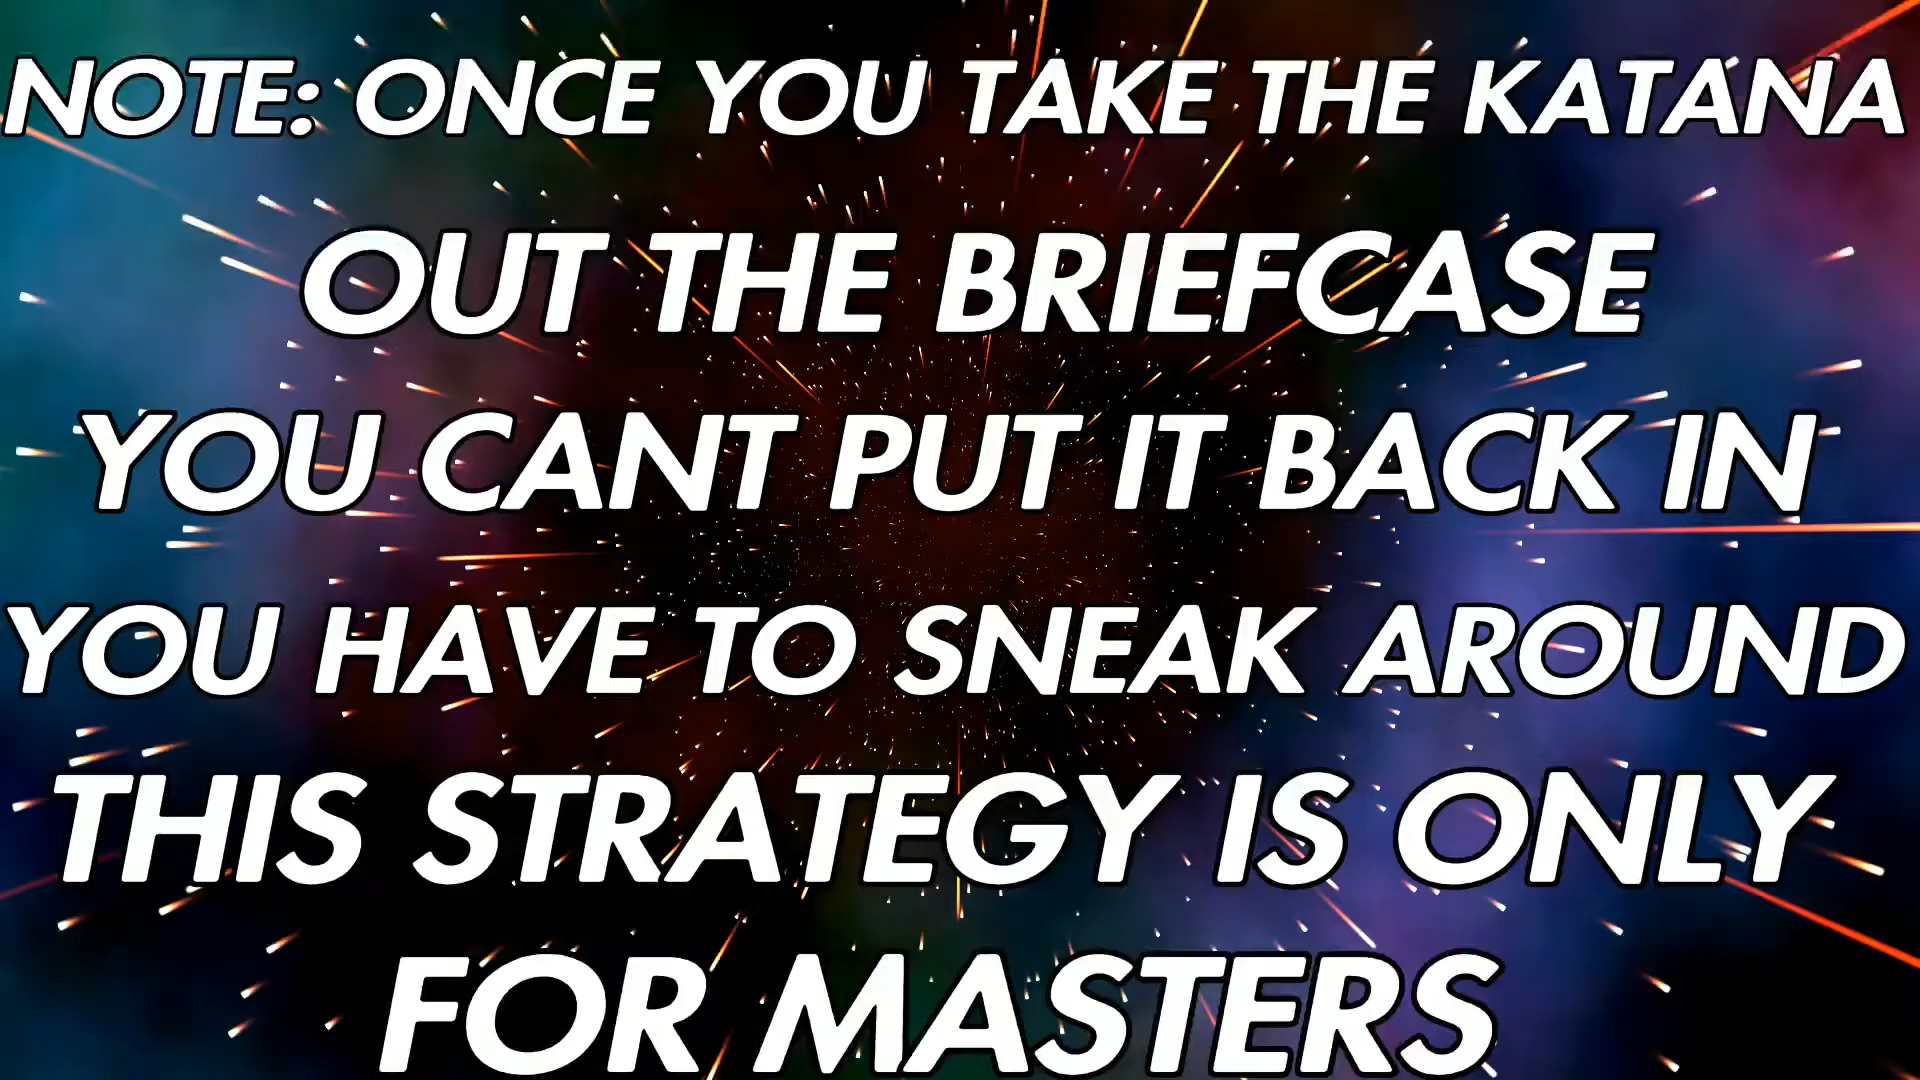 NOTE: ONCE YOU TAKE THE KATANA
OUT THE BRIEFCASE
YOU CANT PUT IT BACK IN
YOU HAVE TO SNEAK AROUND
THIS STRATEGY IS ONLY
FOR MASTERS